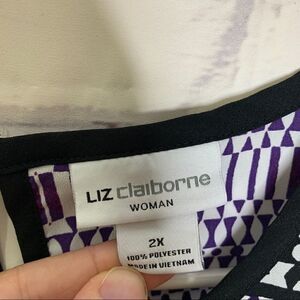 LIZ claiborne
WOMAN
2X
100% POLYESTER
MADE IN VIETNAM